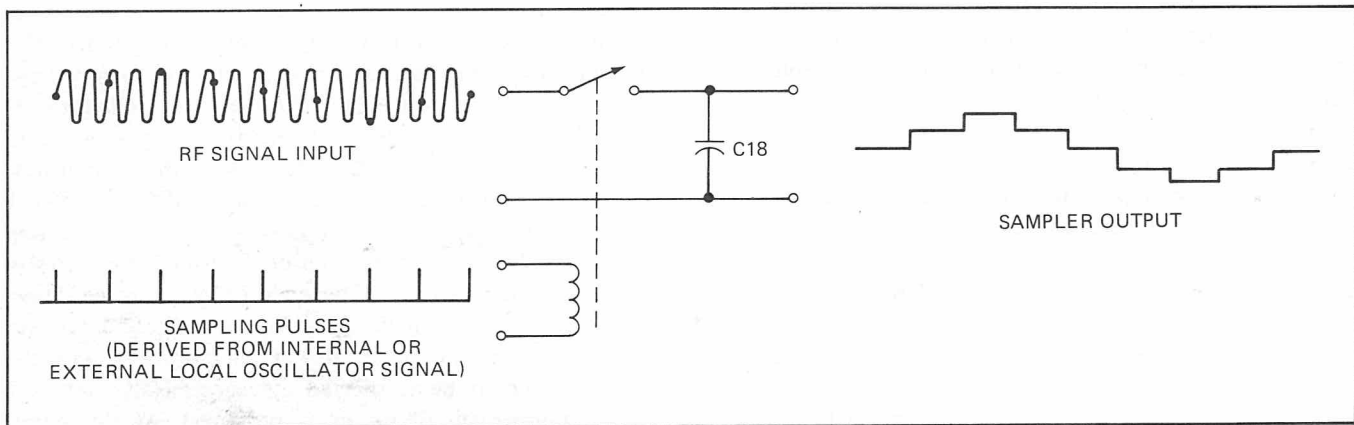 RF SIGNAL INPUT
C18
SAMPLER OUTPUT
SAMPLING PULSES
(DERIVED FROM INTERNAL OR
EXTERNAL LOCAL OSCILLATOR SIGNAL)